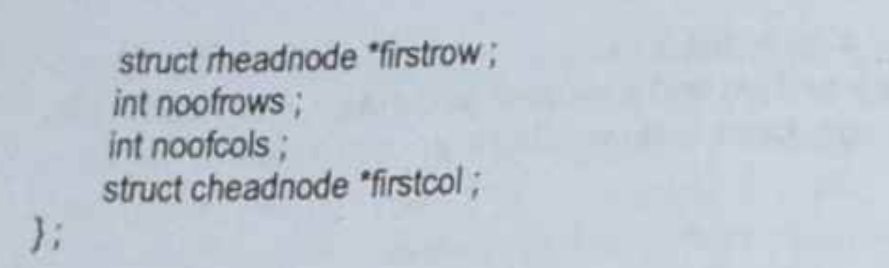 struct rheadnode *firstrow ;
int noofrows ;
int noofcols ;
struct cheadnode *firstcol ;
} ;